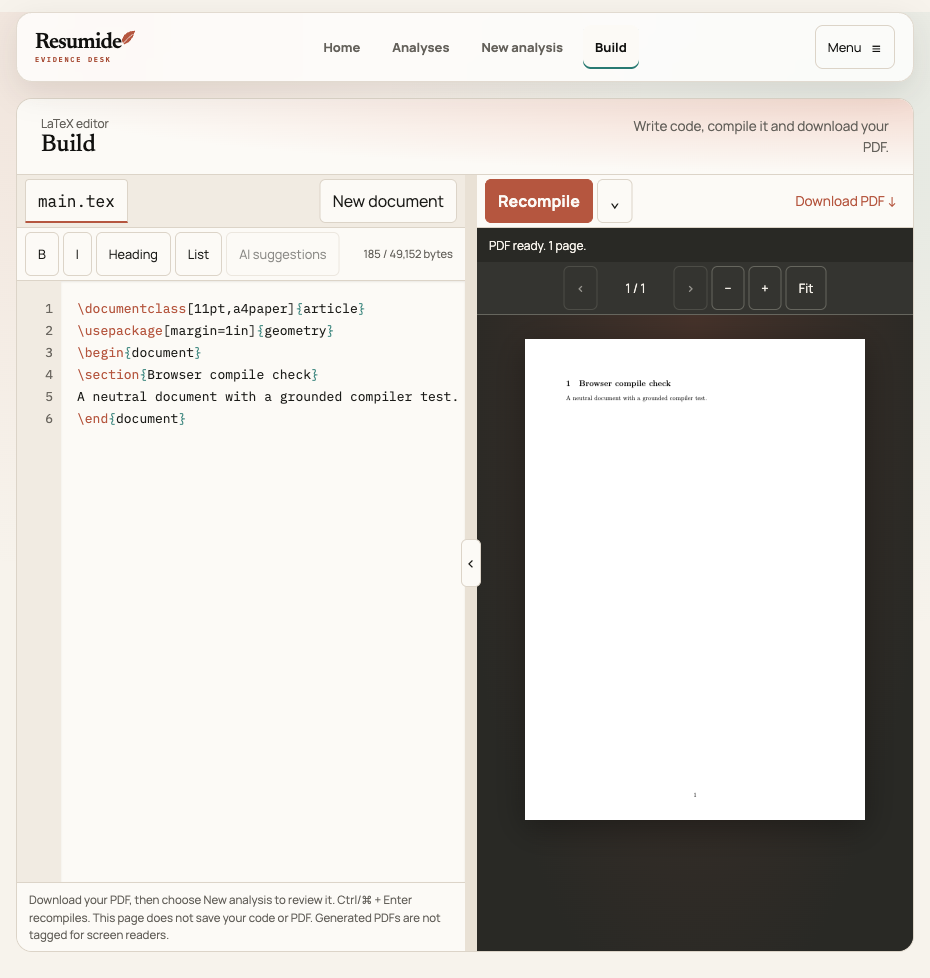 Resumide
EVIDENCE DESK
Home
Analyses
New analysis
Build
Menu ≡
LaTeX editor
Build
Write code, compile it and download your
PDF.
main.tex
New document
B
I
Heading
List
AI suggestions
185 / 49,152 bytes
1 \documentclass[11pt,a4paper]{article}
2 \usepackage[margin=1in]{geometry}
3 \begin{document}
4 \section{Browser compile check}
5 A neutral document with a grounded compiler test.
6 \end{document}
Download your PDF, then choose New analysis to review it. Ctrl/⌘ + Enter
recompiles. This page does not save your code or PDF. Generated PDFs are not
tagged for screen readers.
Recompile
Download PDF ↓
PDF ready. 1 page.
‹
1 / 1
›
−
+
Fit
1 Browser compile check
A neutral document with a grounded compiler test.
1